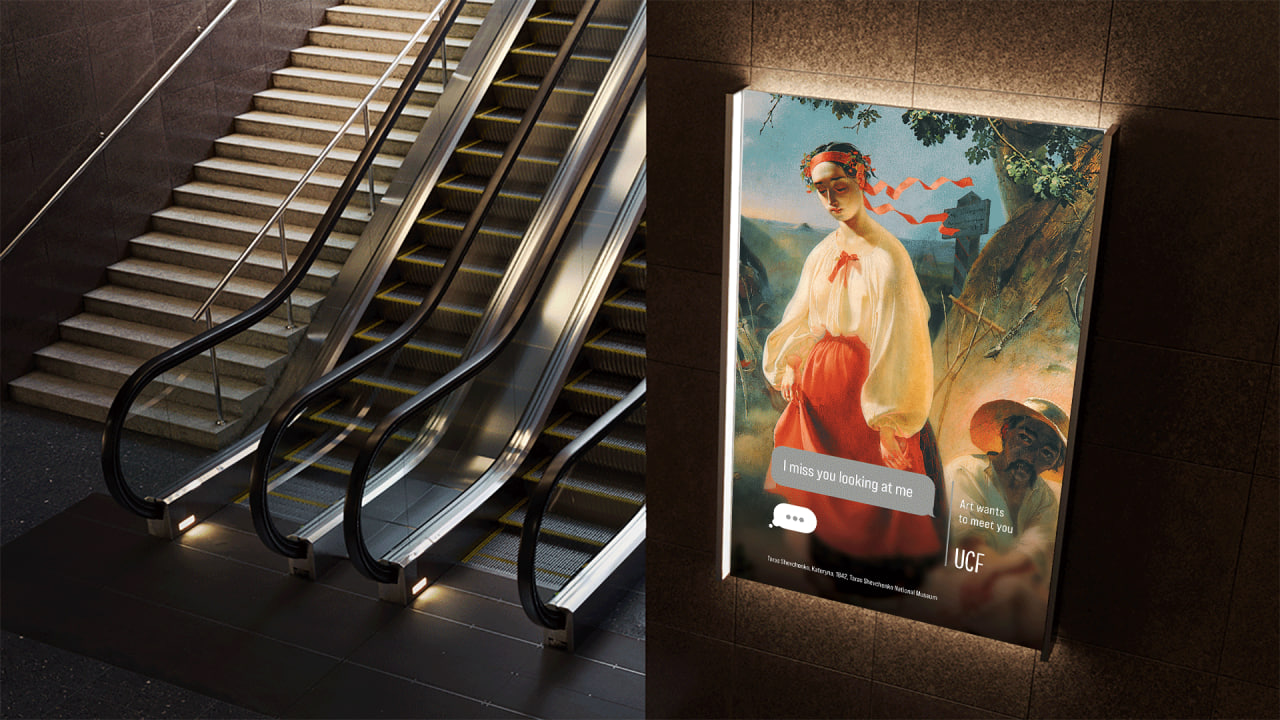 I miss you looking at me
Art wants
to meet you
UCF
Taras Shevchenko, Kateryna, 1842, Taras Shevchenko National Museum